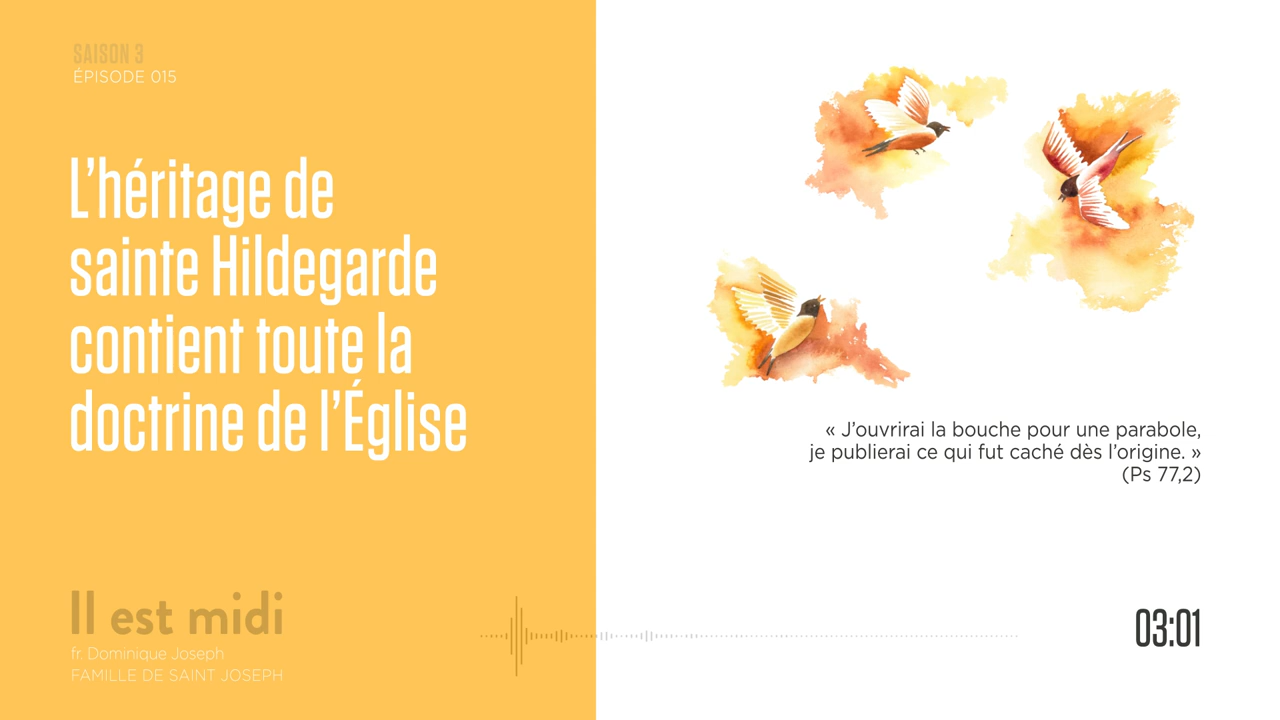 SAISON 3
ÉPISODE 015
L’héritage de
sainte Hildegarde
contient toute la
doctrine de l’Église
« J’ouvrirai la bouche pour une parabole,
je publierai ce qui fut caché dès l’origine. »
(Ps 77,2)
Il est midi
fr. Dominique Joseph
FAMILLE DE SAINT JOSEPH
03:01